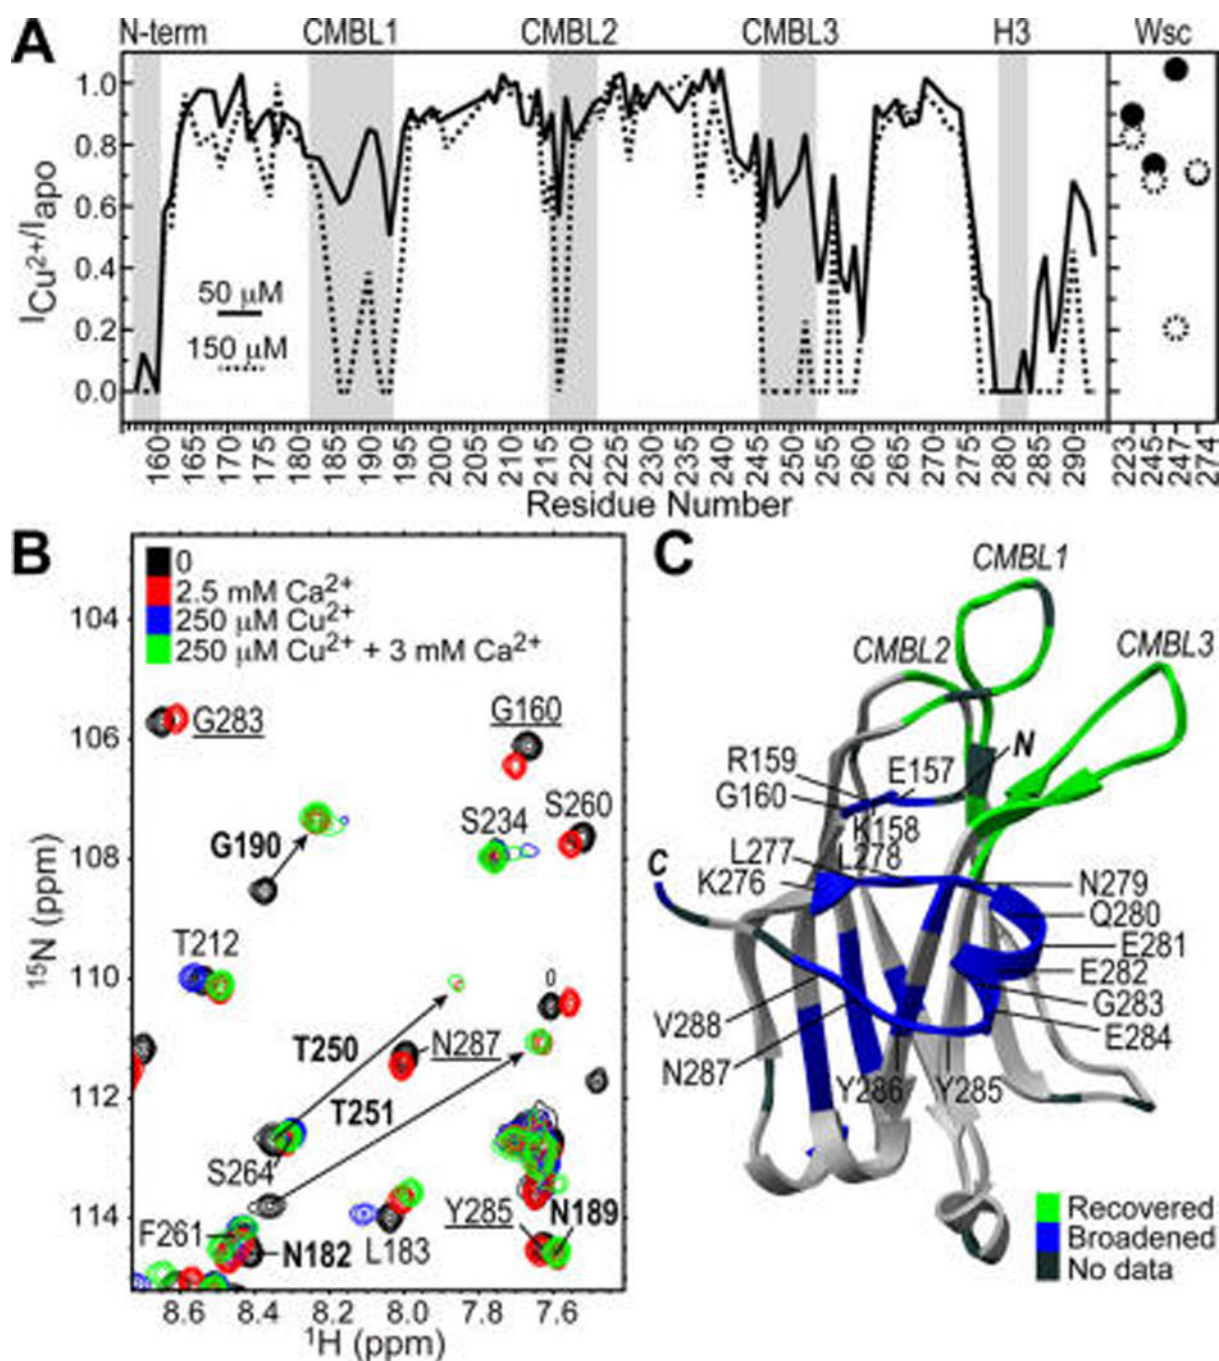 A
N-term CMBL1 CMBL2 CMBL3 H3 Wsc
1.0
0.8
0.6
0.4
0.2
0.0
ICu2+/Iapo
50 μM
150 μM
160 165 170 175 180 185 190 195 200 205 210 215 220 225 230 235 240 245 250 255 260 265 270 275 280 285 290 223 245 247 274
Residue Number
B
0
2.5 mM Ca2+
250 μM Cu2+
250 μM Cu2+ + 3 mM Ca2+
104
106
108
110
112
114
15N (ppm)
G283
G160
S260
S234
G190
T212
0
T250
N287
T251
S264
F261
N182
L183
Y285
N189
8.6 8.4 8.2 8.0 7.8 7.6
1H (ppm)
C
CMBL1
CMBL2
CMBL3
N
R159
E157
G160
K158
L277
L278
C
K276
N279
Q280
E281
E282
G283
E284
V288
N287
Y286
Y285
Recovered
Broadened
No data